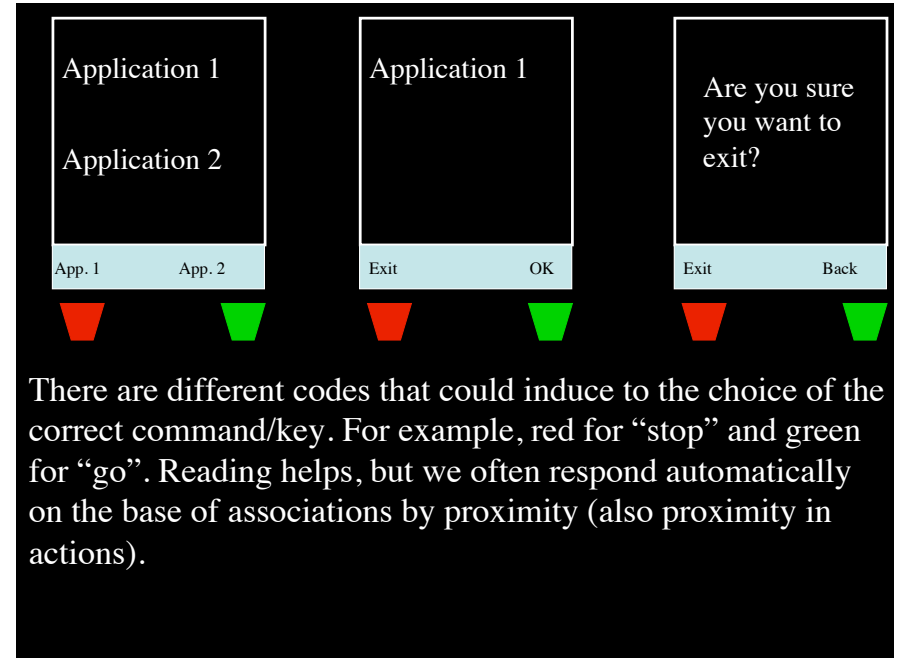 Application 1
Application 2
App. 1 App. 2
Application 1
Exit OK
Are you sure
you want to
exit?
Exit Back
There are different codes that could induce to the choice of the
correct command/key. For example, red for “stop” and green
for “go”. Reading helps, but we often respond automatically
on the base of associations by proximity (also proximity in
actions).